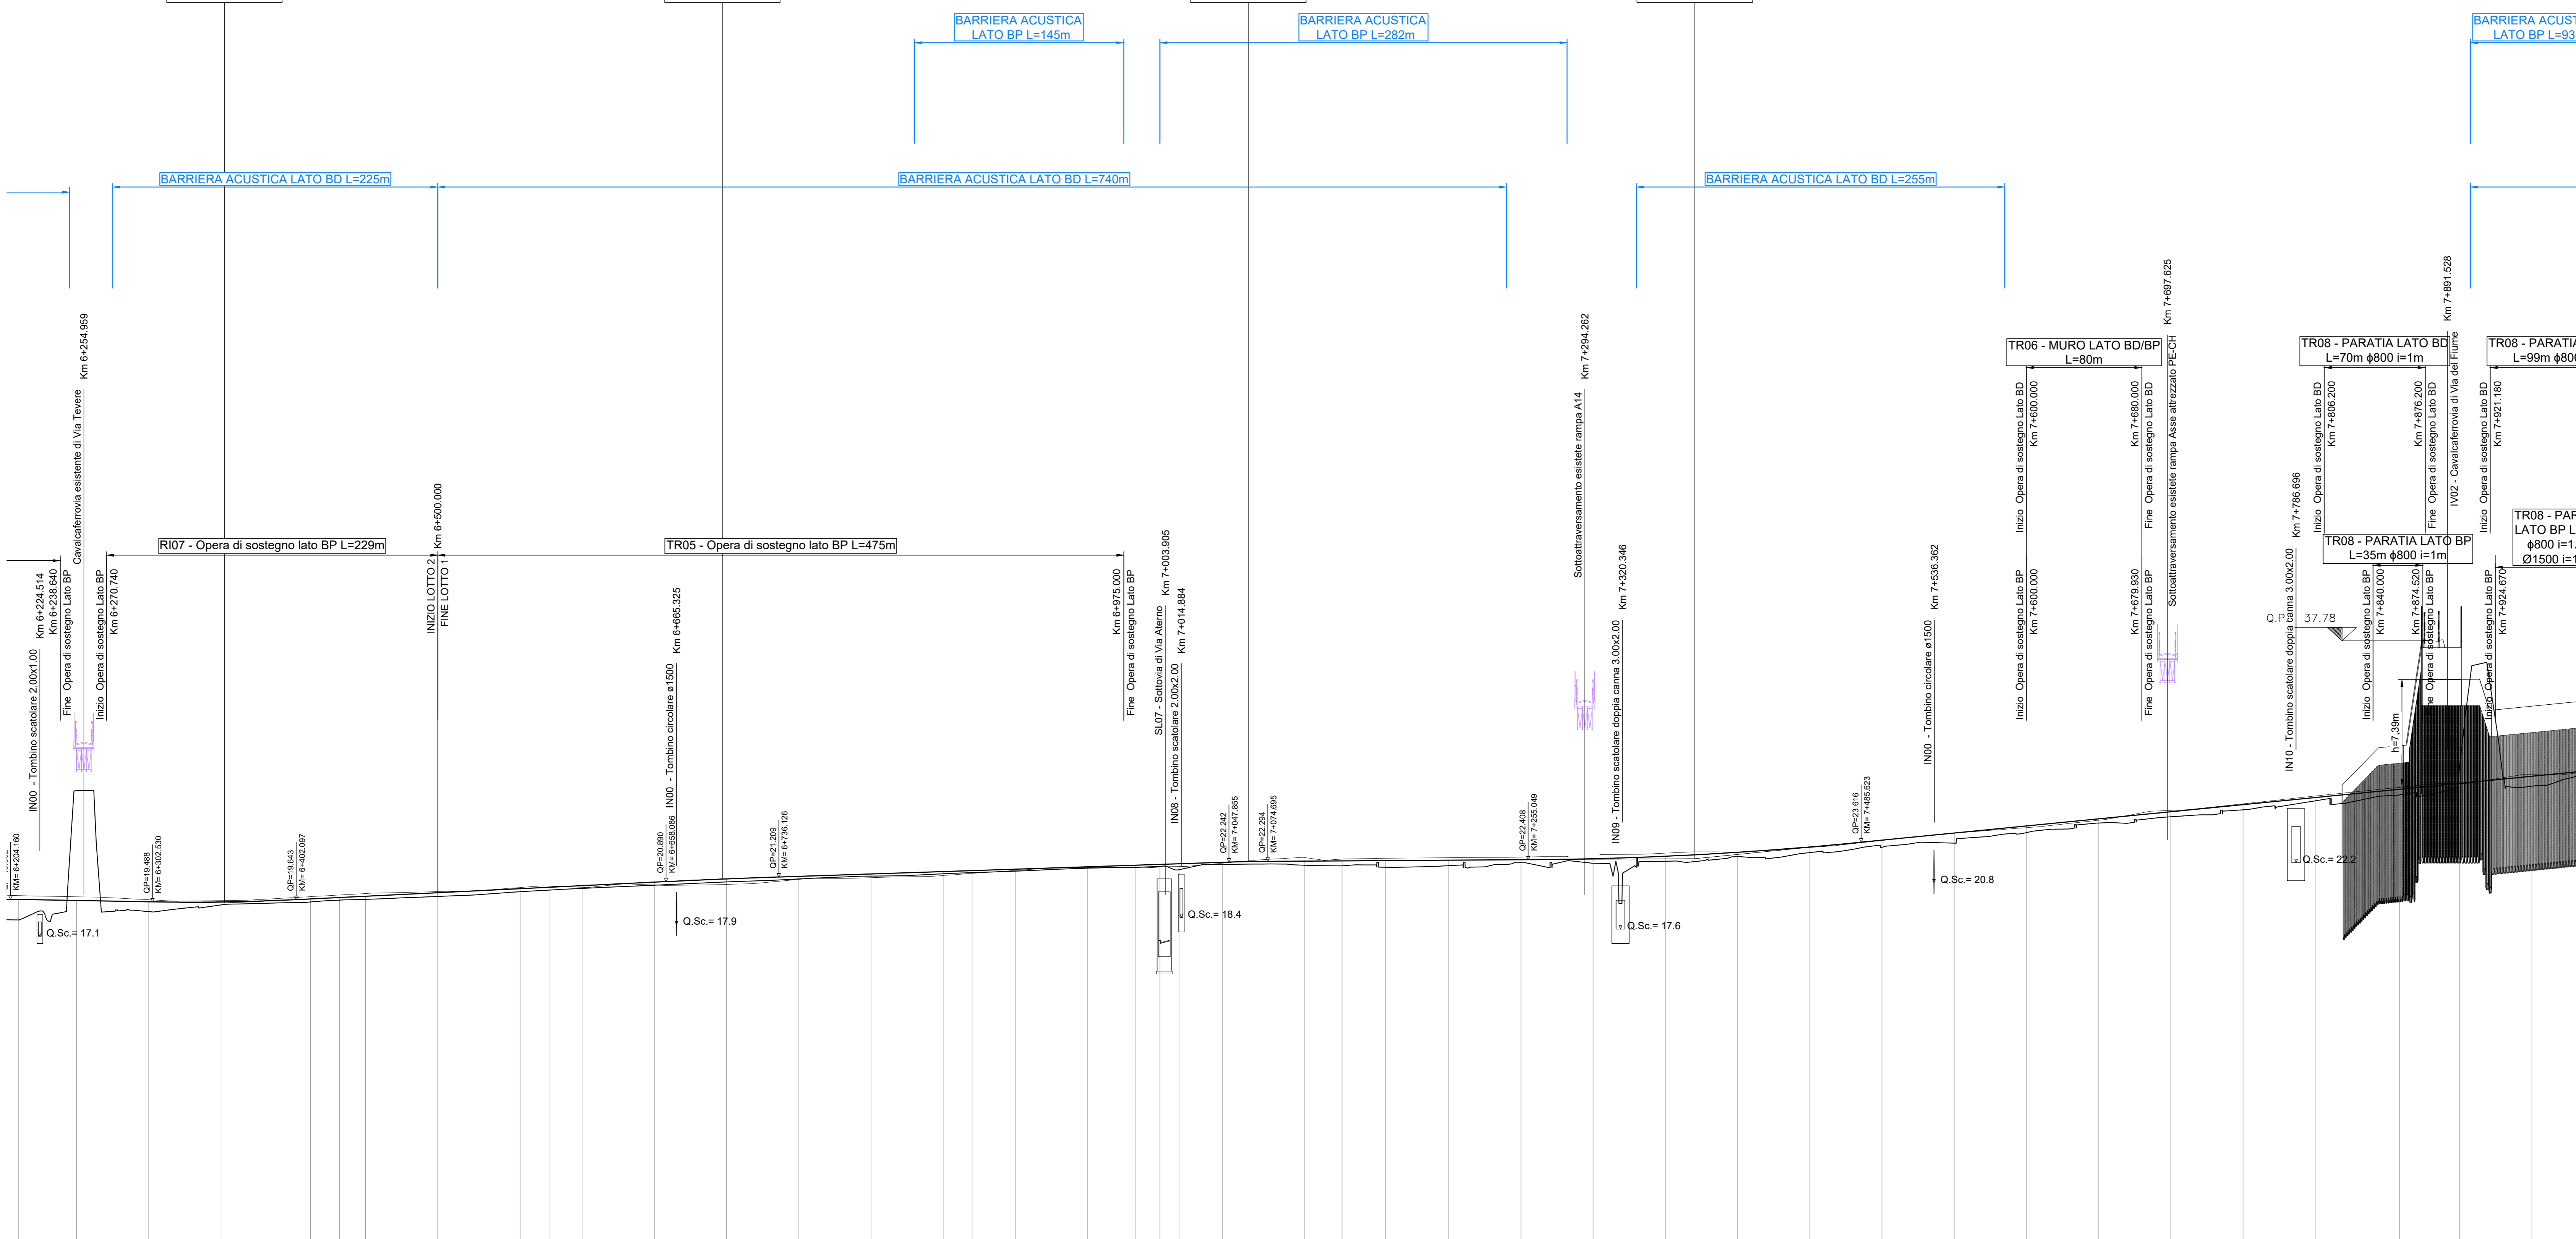 BARRIERA ACUSTICA
LATO BP L=145m
BARRIERA ACUSTICA
LATO BP L=282m
BARRIERA ACUST
LATO BP L=93
BARRIERA ACUSTICA LATO BD L=225m
BARRIERA ACUSTICA LATO BD L=740m
BARRIERA ACUSTICA LATO BD L=255m
IN00 - Tombino scatolare 2.00x1.00
Km 6+224.514
Km 6+238.640
Fine Opera di sostegno Lato BP
Cavalcaferrovia esistente di Via Tevere
Km 6+254.959
Inizio Opera di sostegno Lato BP
Km 6+270.740
RI07 - Opera di sostegno lato BP L=229m
INIZIO LOTTO 2
FINE LOTTO 1
Km 6+500.000
TR05 - Opera di sostegno lato BP L=475m
IN00 - Tombino circolare ø1500
Km 6+665.325
Km 6+975.000
Fine Opera di sostegno Lato BP
SL07 - Sottovia di Via Aterno
Km 7+003.905
IN08 - Tombino scatolare 2.00x2.00
Km 7+014.884
Sottoattraversamento esistete rampa A14
Km 7+294.262
IN09 - Tombino scatolare doppia canna 3.00x2.00
Km 7+320.346
IN00 - Tombino circolare ø1500
Km 7+536.362
TR06 - MURO LATO BD/BP
L=80m
Inizio Opera di sostegno Lato BD
Km 7+600.000
Km 7+680.000
Fine Opera di sostegno Lato BD
Inizio Opera di sostegno Lato BP
Km 7+600.000
Km 7+679.930
Fine Opera di sostegno Lato BP
Sottoattraversamento esistete rampa Asse attrezzato PE-CH
Km 7+697.625
IN10 - Tombino scatolare doppia canna 3.00x2.00
Km 7+786.696
TR08 - PARATIA LATO BD
L=70m ϕ800 i=1m
Inizio Opera di sostegno Lato BD
Km 7+806.200
Km 7+876.200
Fine Opera di sostegno Lato BD
TR08 - PARATIA LATO BP
L=35m ϕ800 i=1m
Inizio Opera di sostegno Lato BP
Km 7+840.000
Km 7+874.520
Fine Opera di sostegno Lato BP
IV02 - Cavalcaferrovia di Via del Fiume
Km 7+891.528
TR08 - PARATIA
L=99m ϕ800
Inizio Opera di sostegno Lato BD
Km 7+921.180
TR08 - PAR
LATO BP L
ϕ800 i=1.
Ø1500 i=1
Inizio Opera di sostegno Lato BP
Km 7+924.670
Q.P. 37.78
h=7,39m
KM= 6+204.160
QP=19.488
KM= 6+302.530
QP=19.643
KM= 6+402.097
QP=20.890
KM= 6+658.086
QP=21.209
KM= 6+736.126
QP=22.242
KM= 7+047.855
QP=22.294
KM= 7+074.695
QP=22.408
KM= 7+255.049
QP=23.616
KM= 7+485.623
Q.Sc.= 17.1
Q.Sc.= 17.9
Q.Sc.= 18.4
Q.Sc.= 17.6
Q.Sc.= 20.8
Q.Sc.= 22.2